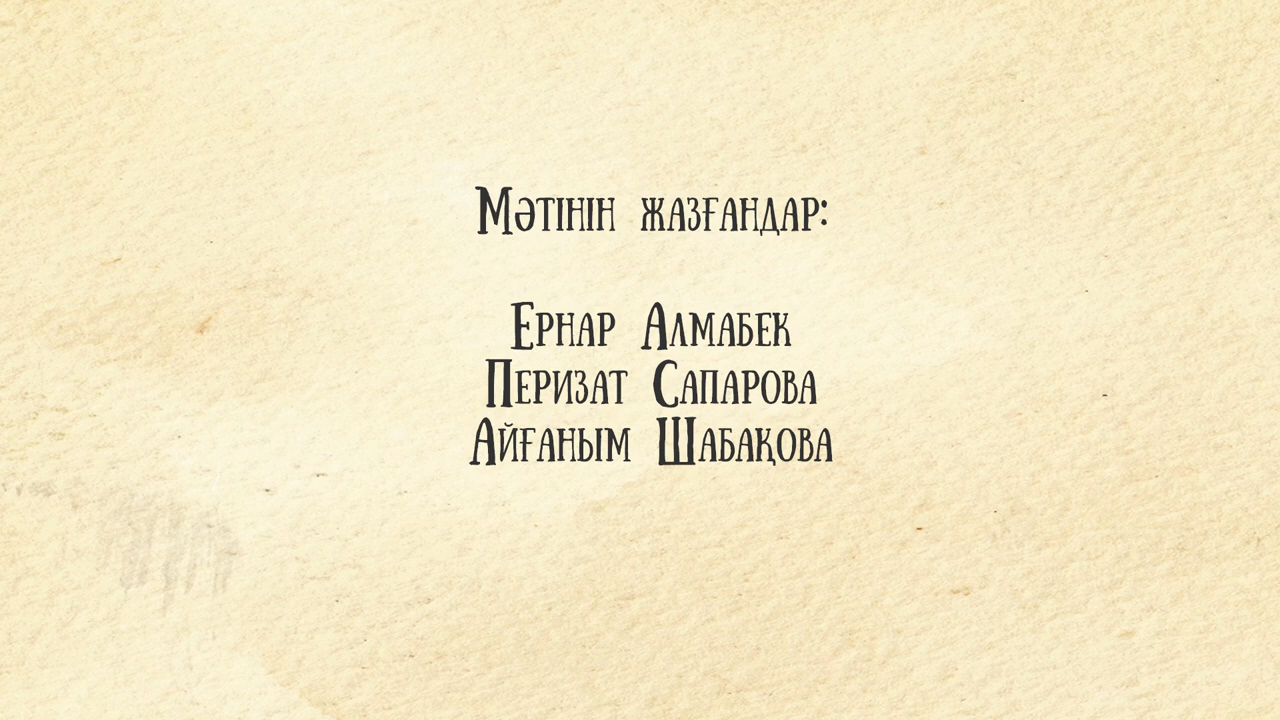 Мәтінін жазғандар:
Ернар Алмабек
Перизат Сапарова
Айғаным Шабақова